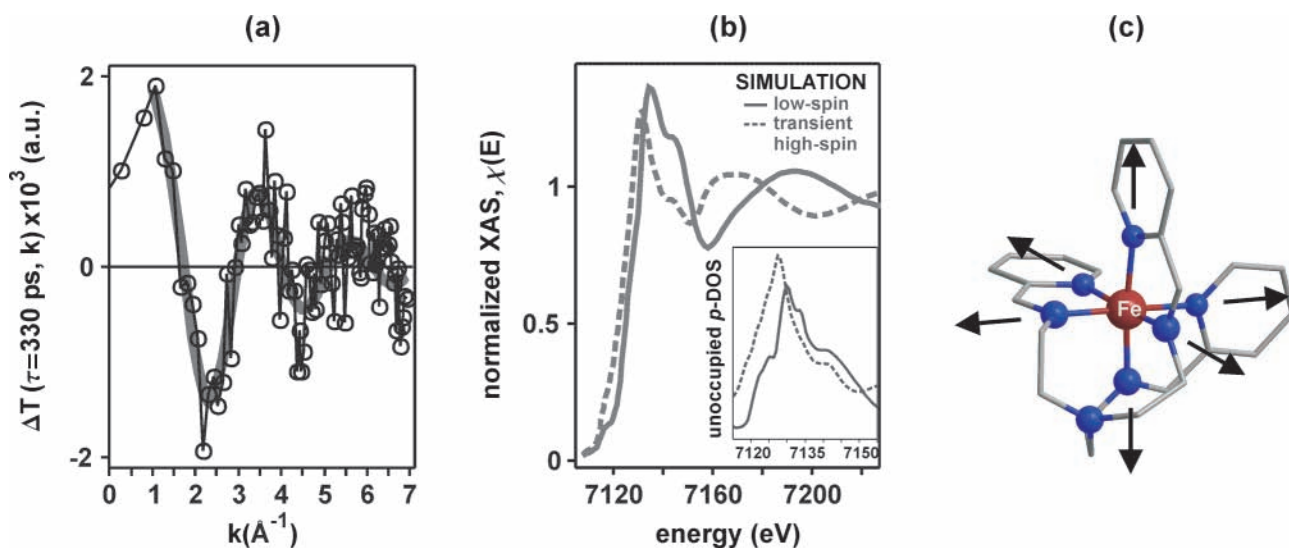 (a)
ΔT (τ=330 ps, k) x10³ (a.u.)
2
0
-2
0 1 2 3 4 5 6 7
k(Å⁻¹)
(b)
normalized XAS, χ(E)
1
0.5
0
SIMULATION
low-spin
transient
high-spin
unoccupied p-DOS
7120 7135 7150
7120 7160 7200
energy (eV)
(c)
Fe